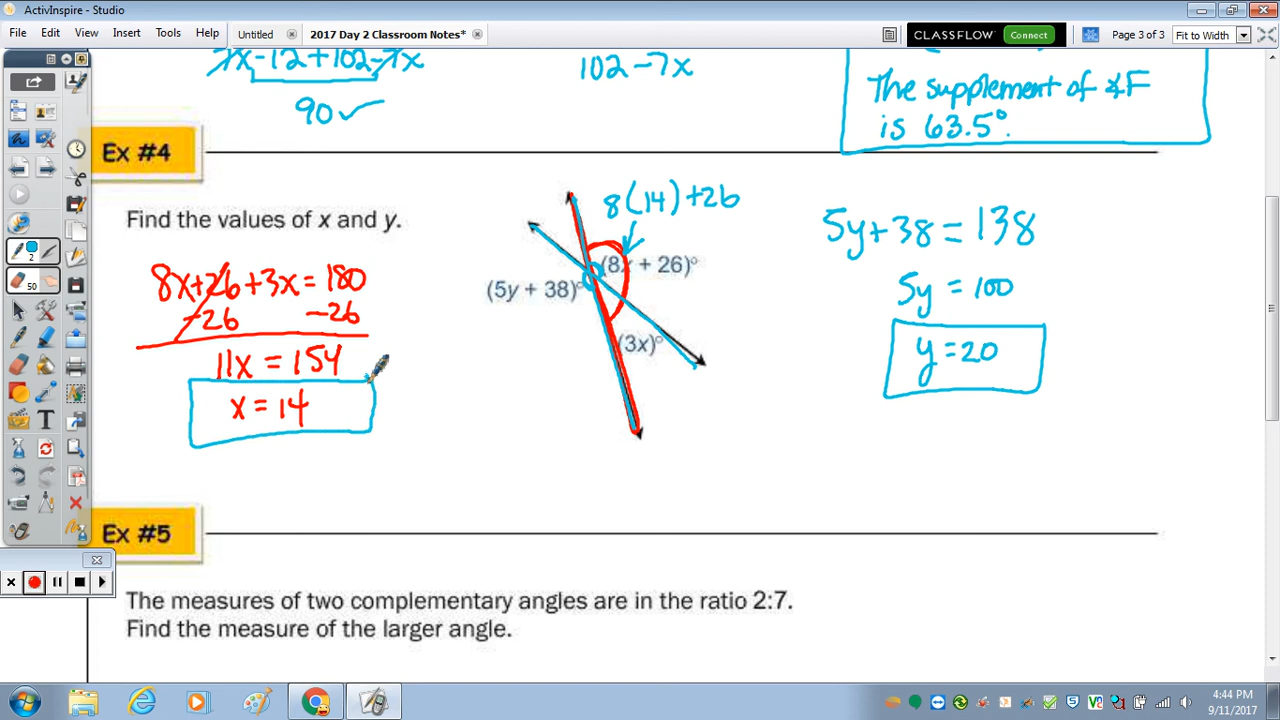 ActivInspire - Studio
File Edit View Insert Tools Help Untitled 2017 Day 2 Classroom Notes* CLASSFLOW Connect Page 3 of 3 Fit to Width
7x-12+102-7x
90✓
102-7x
The supplement of ∡F
is 63.5°.
Ex #4
Find the values of x and y.
8x+26+3x=180
-26 -26
11x=154
x=14
8(14)+26
(8x + 26)°
(5y + 38)°
(3x)°
5y+38=138
5y=100
y=20
2
50
Ex #5
The measures of two complementary angles are in the ratio 2:7.
Find the measure of the larger angle.
4:44 PM
9/11/2017